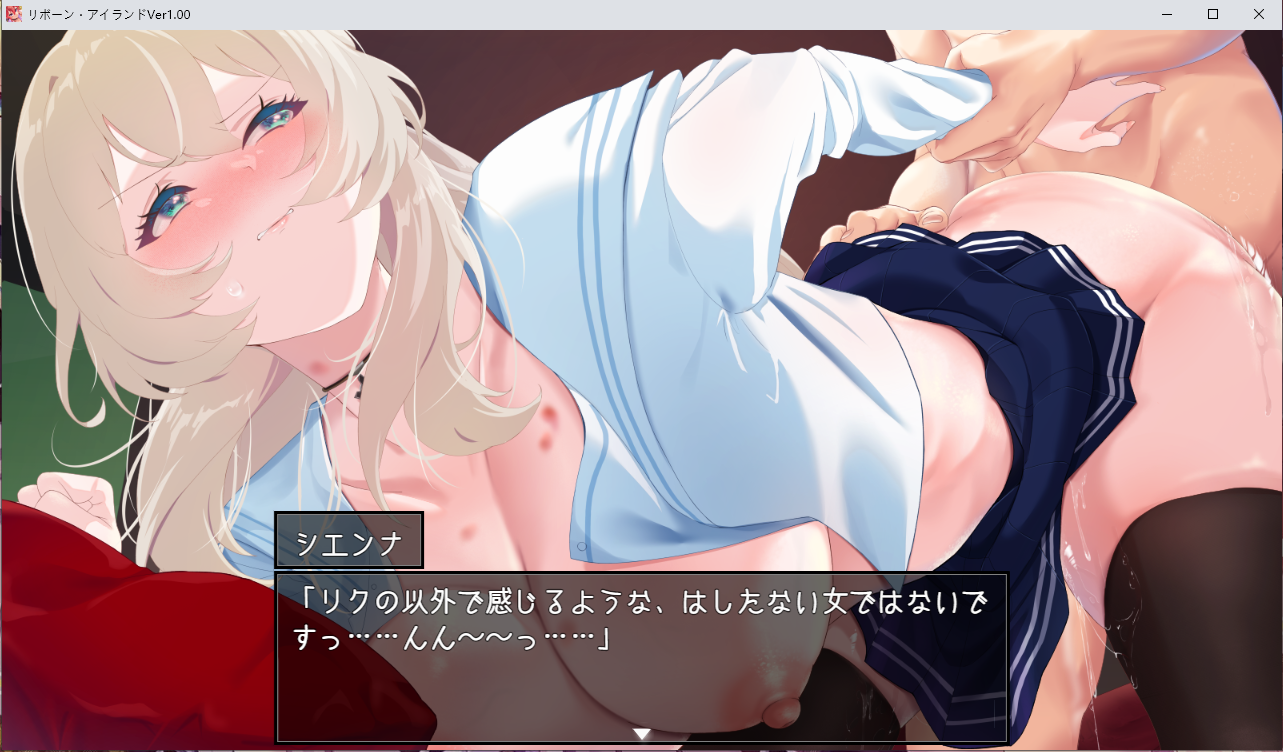 リボーン・アイランドVer1.00
シエンナ
「リクの以外で感じるような、はしたない女ではないで
すっ……んん～～っ……」